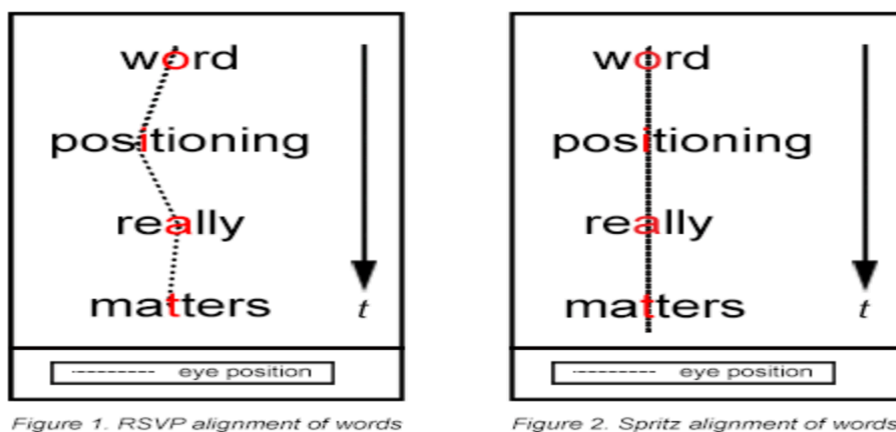 word
positioning
really
matters
t
eye position
Figure 1. RSVP alignment of words
word
positioning
really
matters
t
eye position
Figure 2. Spritz alignment of words